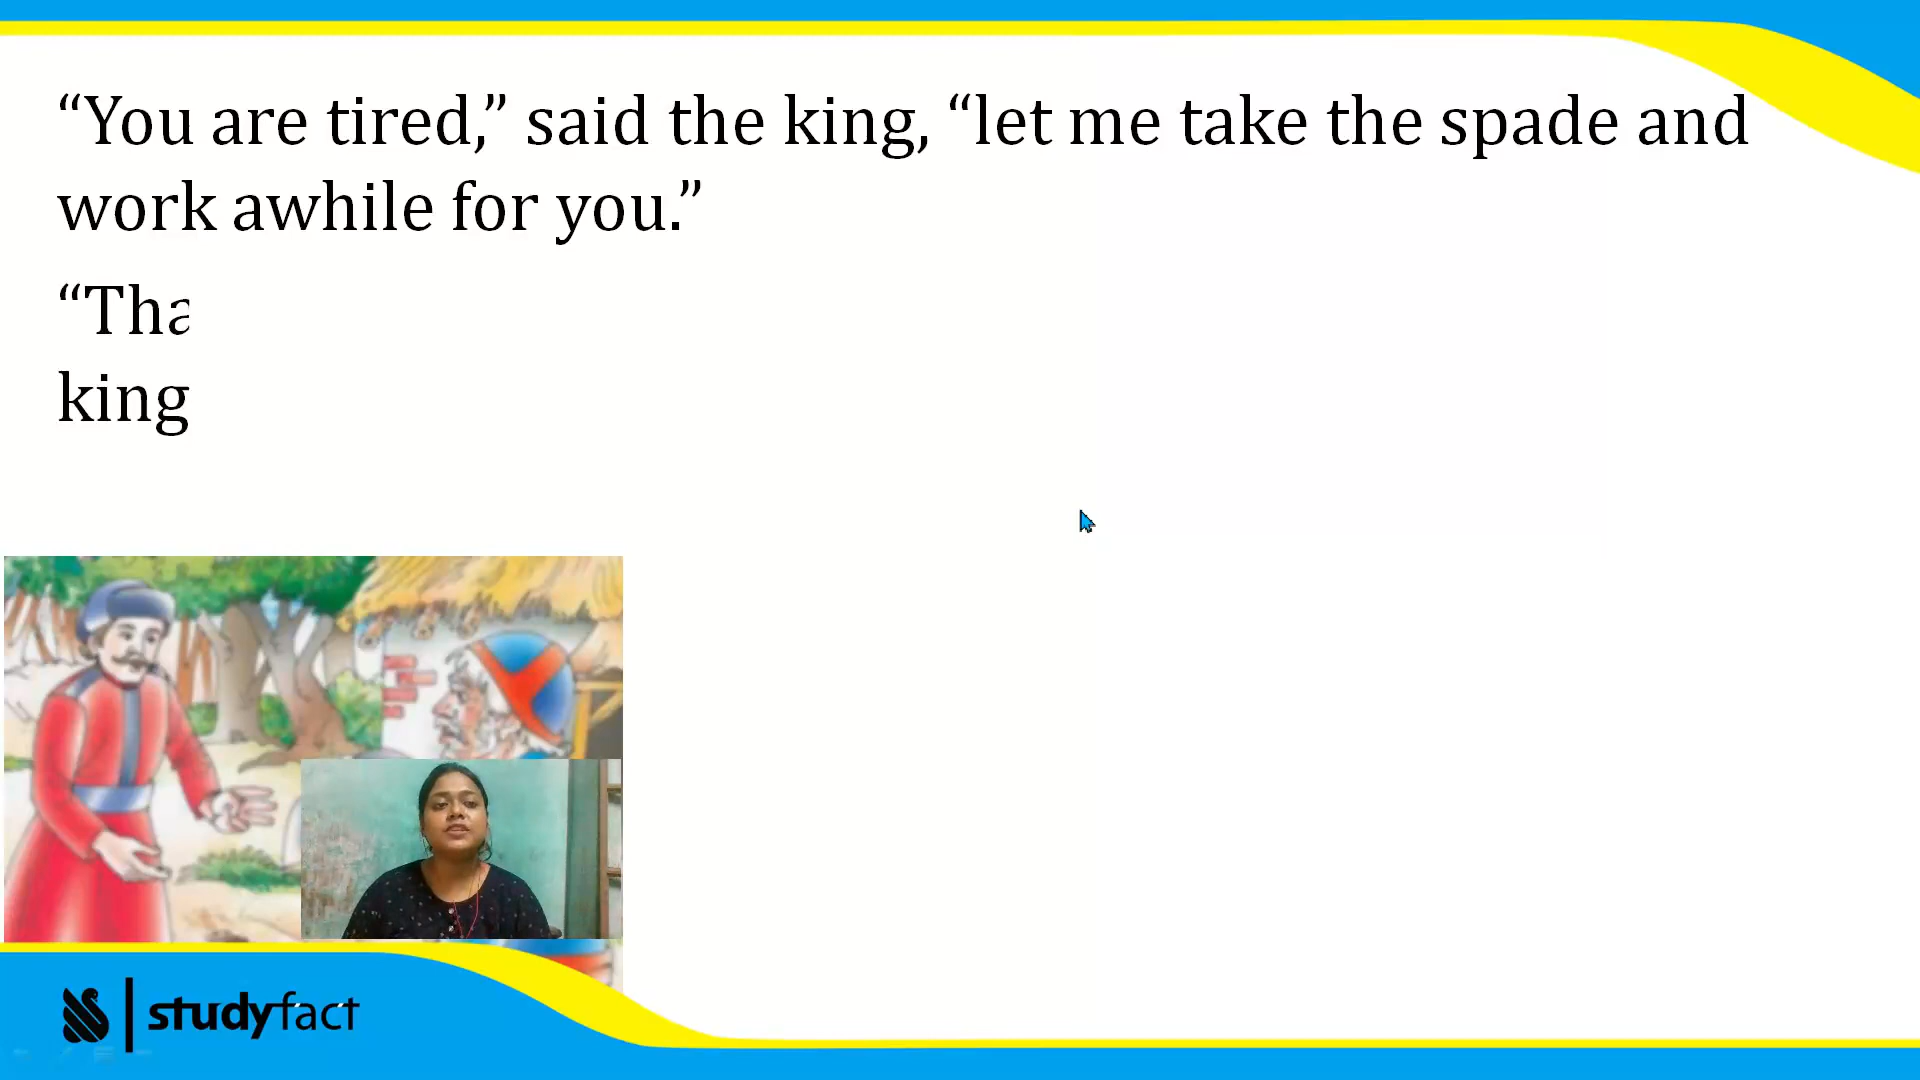 “You are tired,” said the king, “let me take the spade and
work awhile for you.”
“Tha
king
studyfact